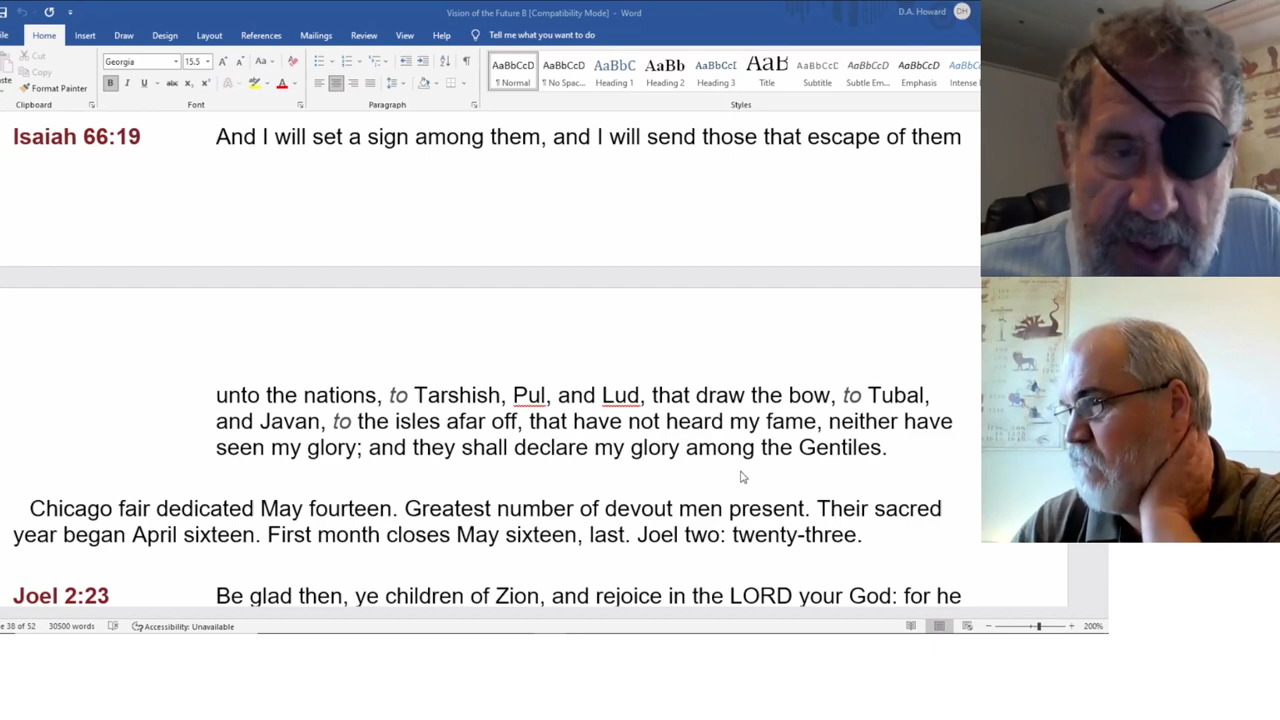 Vision of the Future B [Compatibility Mode] - Word
D.A. Howard
DH
Home Insert Draw Design Layout References Mailings Review View Help Tell me what you want to do
Cut
Copy
Format Painter
Clipboard
Georgia 15.5
Font
Paragraph
AaBbCcD AaBbCcD AaBbC AaBb AaBbCcI AaB AaBbCcD AaBbCcD AaBbCcD
¶ Normal ¶ No Spac... Heading 1 Heading 2 Heading 3 Title Subtitle Subtle Em... Emphasis Intense
Styles
Isaiah 66:19 And I will set a sign among them, and I will send those that escape of them
unto the nations, to Tarshish, Pul, and Lud, that draw the bow, to Tubal,
and Javan, to the isles afar off, that have not heard my fame, neither have
seen my glory; and they shall declare my glory among the Gentiles.
Chicago fair dedicated May fourteen. Greatest number of devout men present. Their sacred
year began April sixteen. First month closes May sixteen, last. Joel two: twenty-three.
Joel 2:23 Be glad then, ye children of Zion, and rejoice in the LORD your God: for he
e 38 of 52 30500 words Accessibility: Unavailable 200%